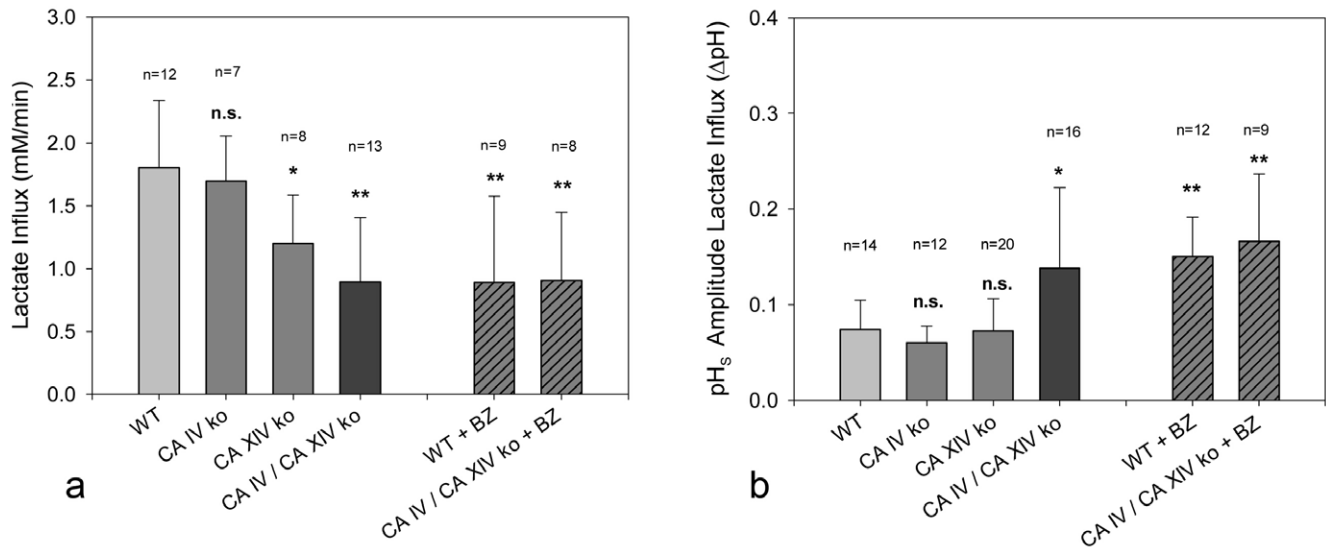 Lactate Influx (mM/min)
3.0
2.5
2.0
1.5
1.0
0.5
0.0
n=12
n=7
n.s.
n=8
*
n=13
**
n=9
**
n=8
**
WT
CA IV ko
CA XIV ko
CA IV / CA XIV ko
WT + BZ
CA IV / CA XIV ko + BZ
a
pHS Amplitude Lactate Influx (ΔpH)
0.4
0.3
0.2
0.1
0.0
n=14
n=12
n.s.
n=20
n.s.
n=16
*
n=12
**
n=9
**
WT
CA IV ko
CA XIV ko
CA IV / CA XIV ko
WT + BZ
CA IV / CA XIV ko + BZ
b